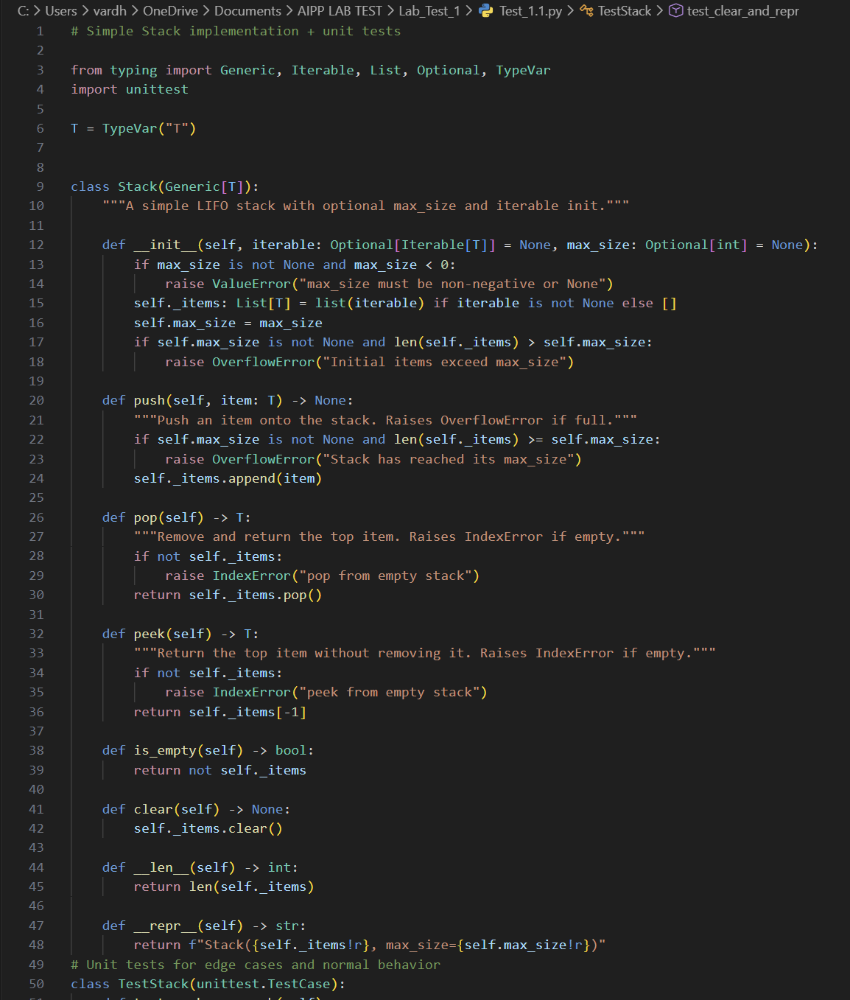 C: > Users > vardh > OneDrive > Documents > AIPP LAB TEST > Lab_Test_1 > Test_1.1.py > TestStack > test_clear_and_repr
1 # Simple Stack implementation + unit tests
2
3 from typing import Generic, Iterable, List, Optional, TypeVar
4 import unittest
5
6 T = TypeVar("T")
7
8
9 class Stack(Generic[T]):
10     """A simple LIFO stack with optional max_size and iterable init."""
11
12     def __init__(self, iterable: Optional[Iterable[T]] = None, max_size: Optional[int] = None):
13         if max_size is not None and max_size < 0:
14             raise ValueError("max_size must be non-negative or None")
15         self._items: List[T] = list(iterable) if iterable is not None else []
16         self.max_size = max_size
17         if self.max_size is not None and len(self._items) > self.max_size:
18             raise OverflowError("Initial items exceed max_size")
19
20     def push(self, item: T) -> None:
21         """Push an item onto the stack. Raises OverflowError if full."""
22         if self.max_size is not None and len(self._items) >= self.max_size:
23             raise OverflowError("Stack has reached its max_size")
24         self._items.append(item)
25
26     def pop(self) -> T:
27         """Remove and return the top item. Raises IndexError if empty."""
28         if not self._items:
29             raise IndexError("pop from empty stack")
30         return self._items.pop()
31
32     def peek(self) -> T:
33         """Return the top item without removing it. Raises IndexError if empty."""
34         if not self._items:
35             raise IndexError("peek from empty stack")
36         return self._items[-1]
37
38     def is_empty(self) -> bool:
39         return not self._items
40
41     def clear(self) -> None:
42         self._items.clear()
43
44     def __len__(self) -> int:
45         return len(self._items)
46
47     def __repr__(self) -> str:
48         return f"Stack({self._items!r}, max_size={self.max_size!r})"
49 # Unit tests for edge cases and normal behavior
50 class TestStack(unittest.TestCase):